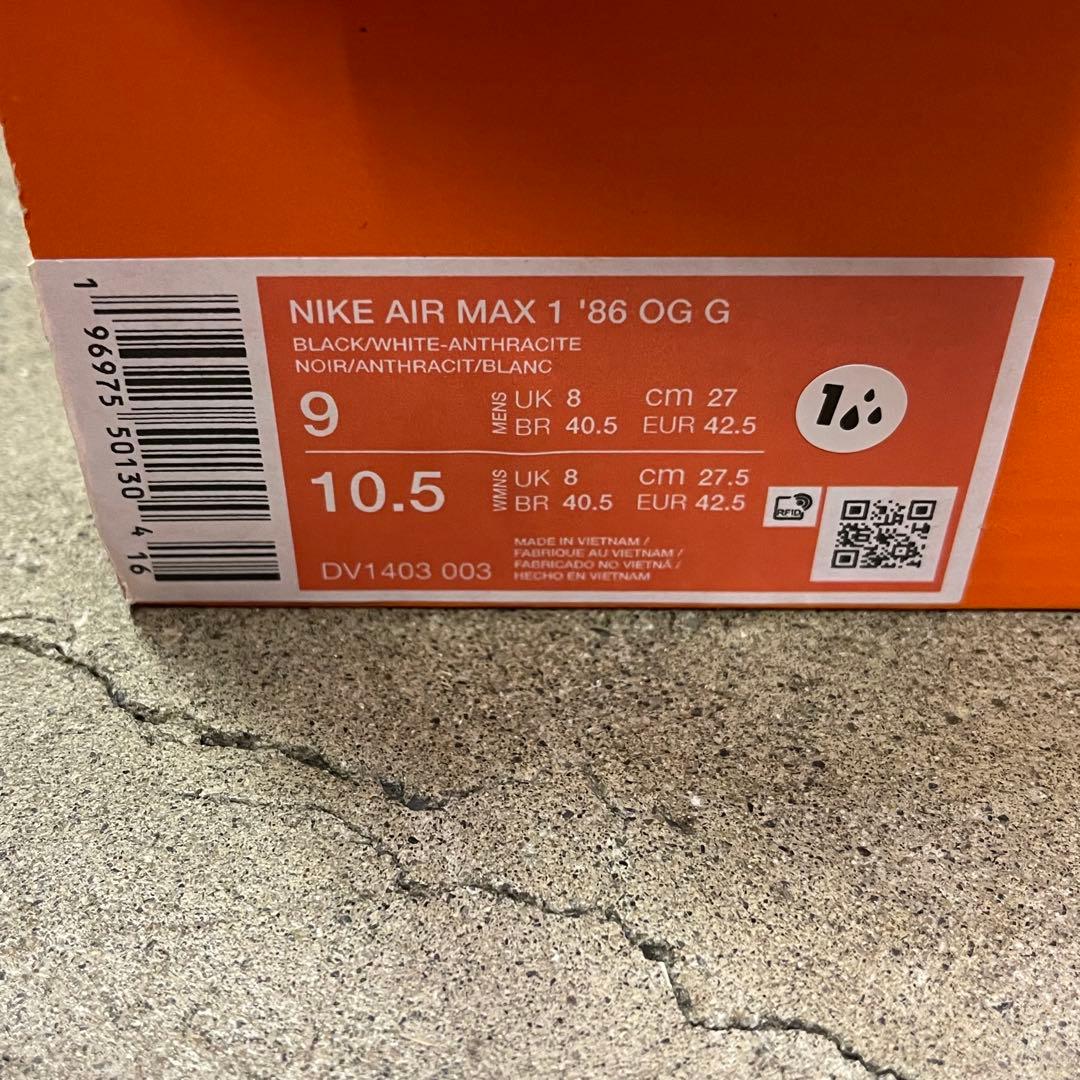 1 96975 50130 4 16
NIKE AIR MAX 1 '86 OG G
BLACK/WHITE-ANTHRACITE
NOIR/ANTHRACIT/BLANC
9 MENS UK 8 cm 27
BR 40.5 EUR 42.5
10.5 WMNS UK 8 cm 27.5
BR 40.5 EUR 42.5
1
RFID
DV1403 003
MADE IN VIETNAM /
FABRIQUE AU VIETNAM /
FABRICADO NO VIETNÃ /
HECHO EN VIETNAM